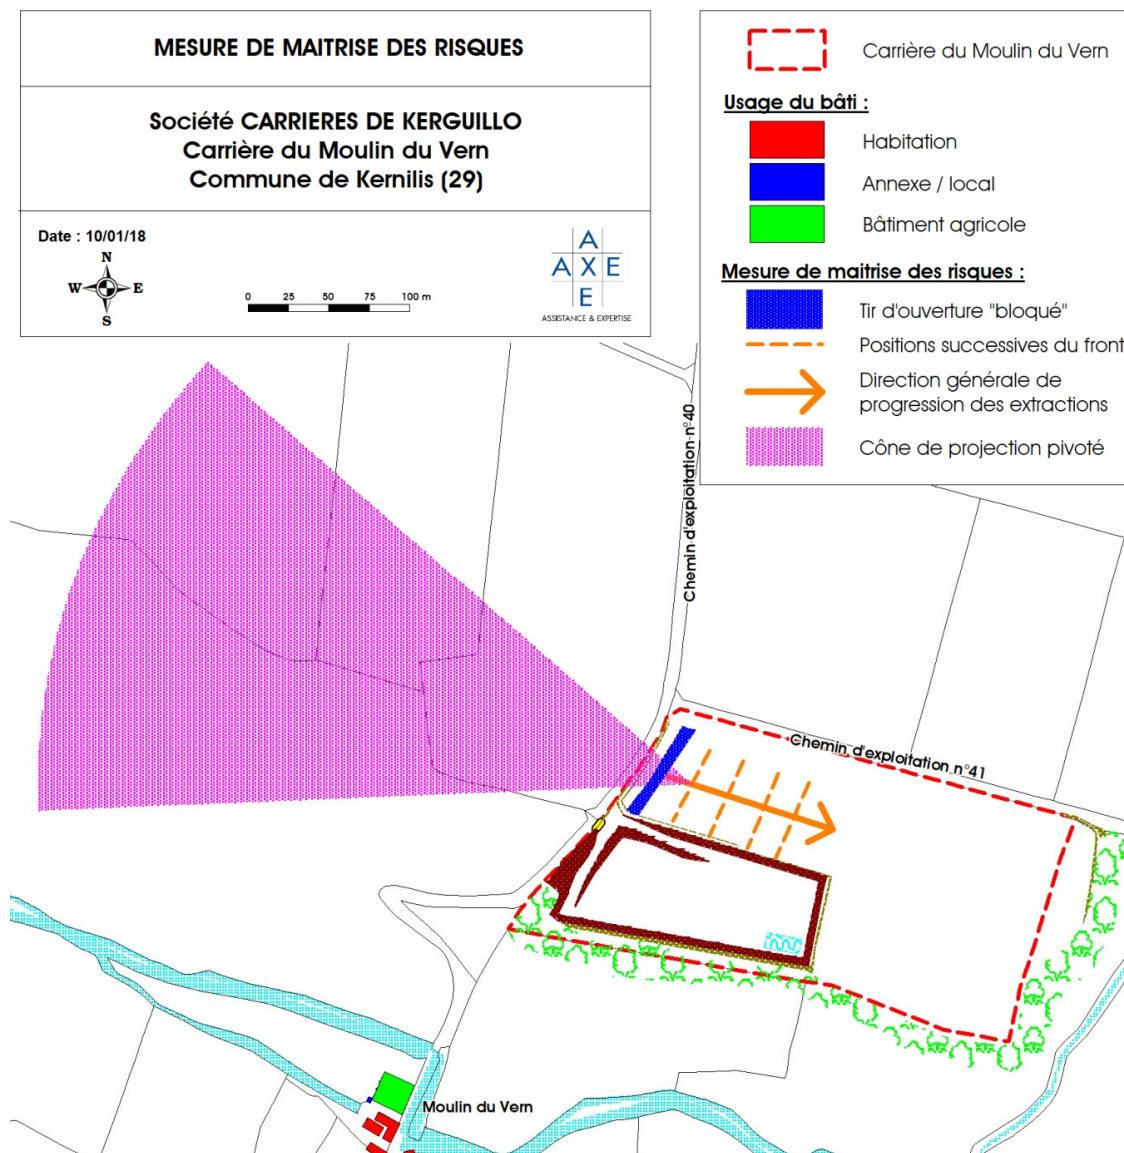 MESURE DE MAITRISE DES RISQUES
Société CARRIERES DE KERGUILLO
Carrière du Moulin du Vern
Commune de Kernilis (29)
Date : 10/01/18
N
W E
S
0 25 50 75 100 m
A
A X E
E
ASSISTANCE & EXPERTISE
Carrière du Moulin du Vern
Usage du bâti :
Habitation
Annexe / local
Bâtiment agricole
Mesure de maitrise des risques :
Tir d'ouverture "bloqué"
Positions successives du front
Direction générale de
progression des extractions
Cône de projection pivoté
Chemin d'exploitation n°40
Chemin d'exploitation n°41
Moulin du Vern